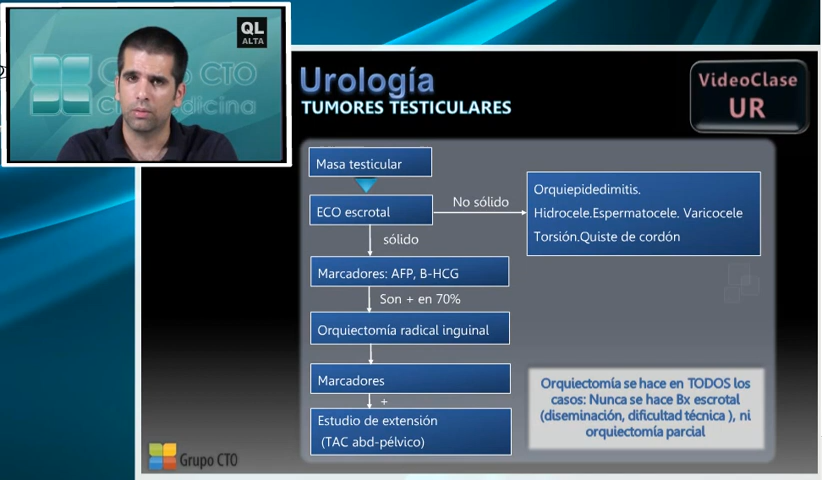 QL
ALTA
Grupo CTO
Urología
TUMORES TESTICULARES
VideoClase
UR
Masa testicular
ECO escrotal
No sólido
Orquiepidedimitis.
Hidrocele.Espermatocele. Varicocele
Torsión.Quiste de cordón
sólido
Marcadores: AFP, B-HCG
Son + en 70%
Orquiectomía radical inguinal
Marcadores
+
Estudio de extensión
(TAC abd-pélvico)
Orquiectomía se hace en TODOS los
casos: Nunca se hace Bx escrotal
(diseminación, dificultad técnica ), ni
orquiectomía parcial
Grupo CTO